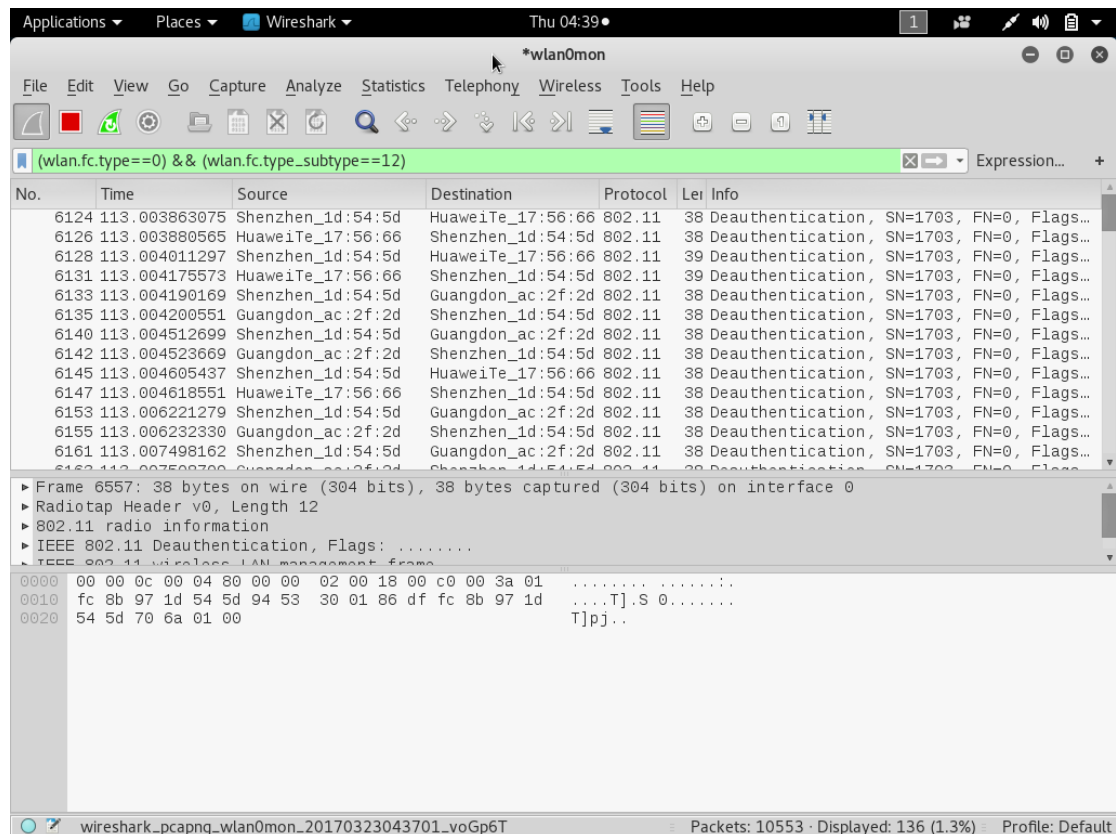 Applications Places Wireshark Thu 04:39 1
*wlan0mon
File Edit View Go Capture Analyze Statistics Telephony Wireless Tools Help
(wlan.fc.type==0) && (wlan.fc.type_subtype==12) Expression... +
No. Time Source Destination Protocol Ler Info
6124 113.003863075 Shenzhen_1d:54:5d HuaweiTe_17:56:66 802.11 38 Deauthentication, SN=1703, FN=0, Flags…
6126 113.003880565 HuaweiTe_17:56:66 Shenzhen_1d:54:5d 802.11 38 Deauthentication, SN=1703, FN=0, Flags…
6128 113.004011297 Shenzhen_1d:54:5d HuaweiTe_17:56:66 802.11 39 Deauthentication, SN=1703, FN=0, Flags…
6131 113.004175573 HuaweiTe_17:56:66 Shenzhen_1d:54:5d 802.11 39 Deauthentication, SN=1703, FN=0, Flags…
6133 113.004190169 Shenzhen_1d:54:5d Guangdon_ac:2f:2d 802.11 38 Deauthentication, SN=1703, FN=0, Flags…
6135 113.004200551 Guangdon_ac:2f:2d Shenzhen_1d:54:5d 802.11 38 Deauthentication, SN=1703, FN=0, Flags…
6140 113.004512699 Shenzhen_1d:54:5d Guangdon_ac:2f:2d 802.11 38 Deauthentication, SN=1703, FN=0, Flags…
6142 113.004523669 Guangdon_ac:2f:2d Shenzhen_1d:54:5d 802.11 38 Deauthentication, SN=1703, FN=0, Flags…
6145 113.004605437 Shenzhen_1d:54:5d HuaweiTe_17:56:66 802.11 38 Deauthentication, SN=1703, FN=0, Flags…
6147 113.004618551 HuaweiTe_17:56:66 Shenzhen_1d:54:5d 802.11 38 Deauthentication, SN=1703, FN=0, Flags…
6153 113.006221279 Shenzhen_1d:54:5d Guangdon_ac:2f:2d 802.11 38 Deauthentication, SN=1703, FN=0, Flags…
6155 113.006232330 Guangdon_ac:2f:2d Shenzhen_1d:54:5d 802.11 38 Deauthentication, SN=1703, FN=0, Flags…
6161 113.007498162 Shenzhen_1d:54:5d Guangdon_ac:2f:2d 802.11 38 Deauthentication, SN=1703, FN=0, Flags…
Frame 6557: 38 bytes on wire (304 bits), 38 bytes captured (304 bits) on interface 0
Radiotap Header v0, Length 12
802.11 radio information
IEEE 802.11 Deauthentication, Flags: ........
IEEE 802.11 wireless LAN management frame
0000 00 00 0c 00 04 80 00 00 02 00 18 00 c0 00 3a 01 ........ ......:.
0010 fc 8b 97 1d 54 5d 94 53 30 01 86 df fc 8b 97 1d ....T].S 0.......
0020 54 5d 70 6a 01 00 T]pj..
wireshark_pcapng_wlan0mon_20170323043701_voGp6T Packets: 10553 · Displayed: 136 (1.3%) Profile: Default